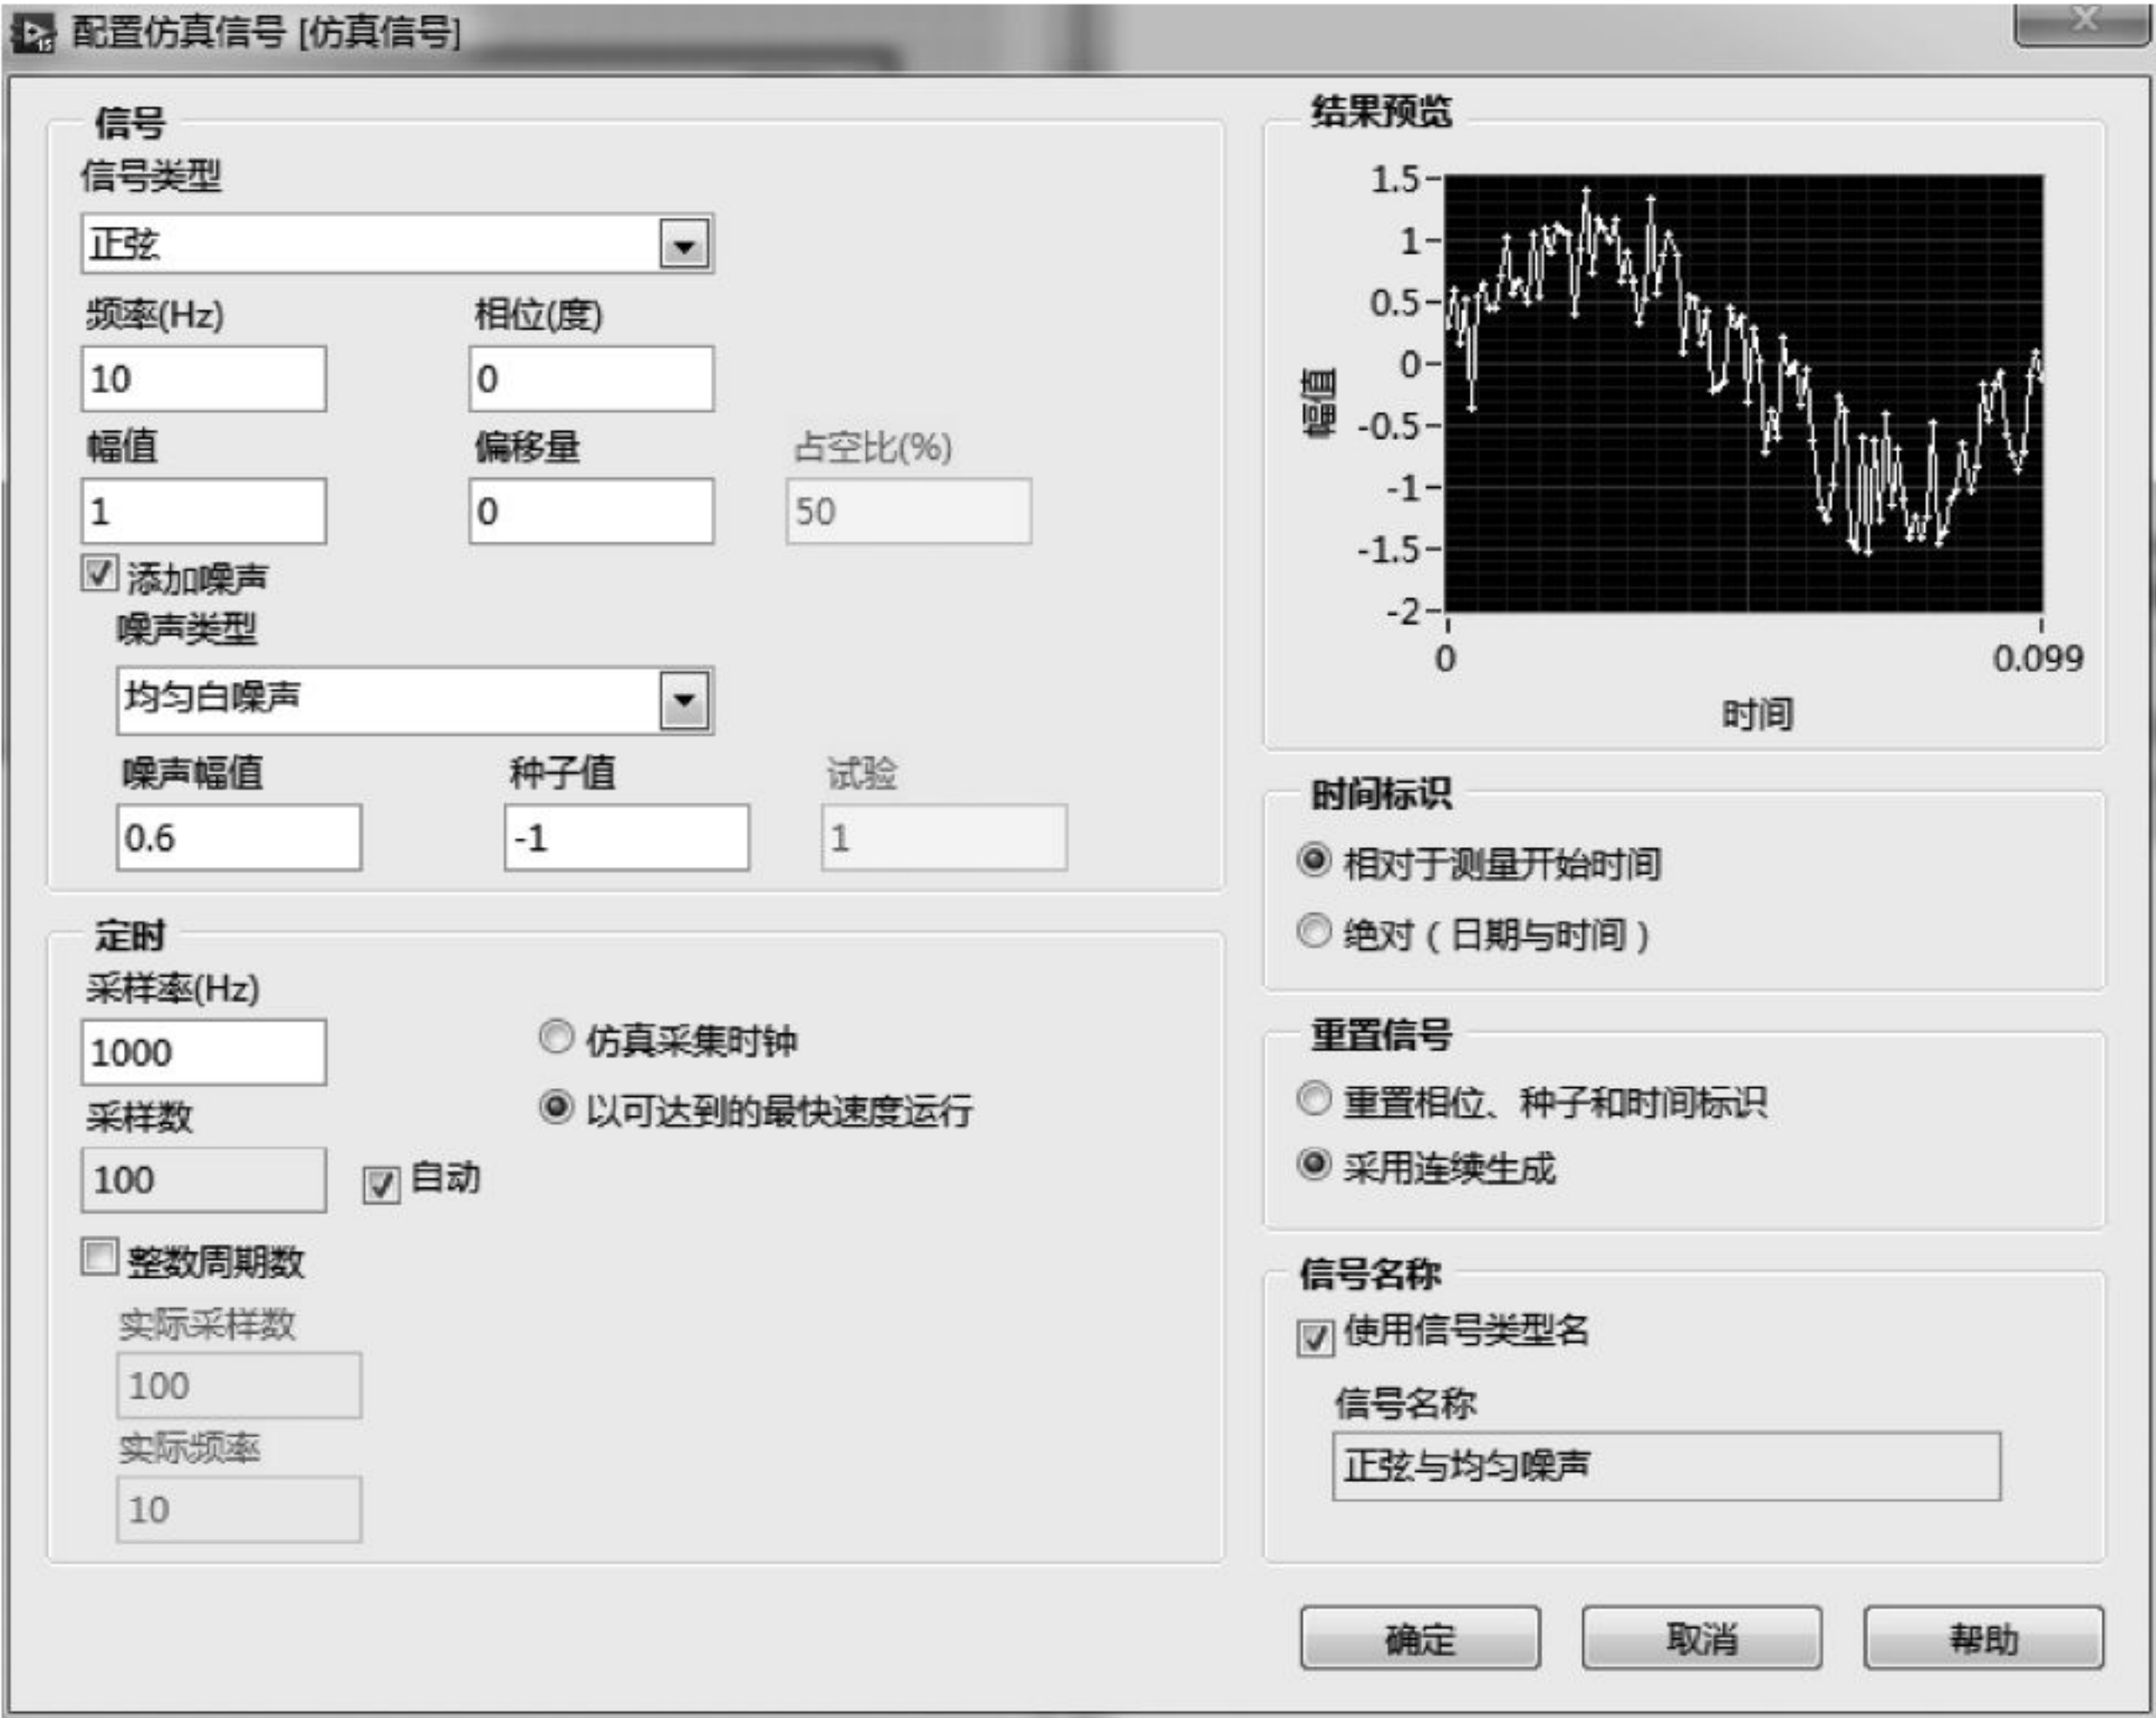 配置仿真信号 [仿真信号]
信号
信号类型
正弦
频率(Hz) 相位(度)
10 0
幅值 偏移量 占空比(%)
1 0 50
添加噪声
噪声类型
均匀白噪声
噪声幅值 种子值 试验
0.6 -1 1
定时
采样率(Hz)
1000
仿真采集时钟
以可达到的最快速度运行
采样数
100 自动
整数周期数
实际采样数
100
实际频率
10
结果预览
1.5
1
0.5
0
-0.5
-1
-1.5
-2
幅值
0 0.099
时间
时间标识
相对于测量开始时间
绝对（日期与时间）
重置信号
重置相位、种子和时间标识
采用连续生成
信号名称
使用信号类型名
信号名称
正弦与均匀噪声
确定 取消 帮助